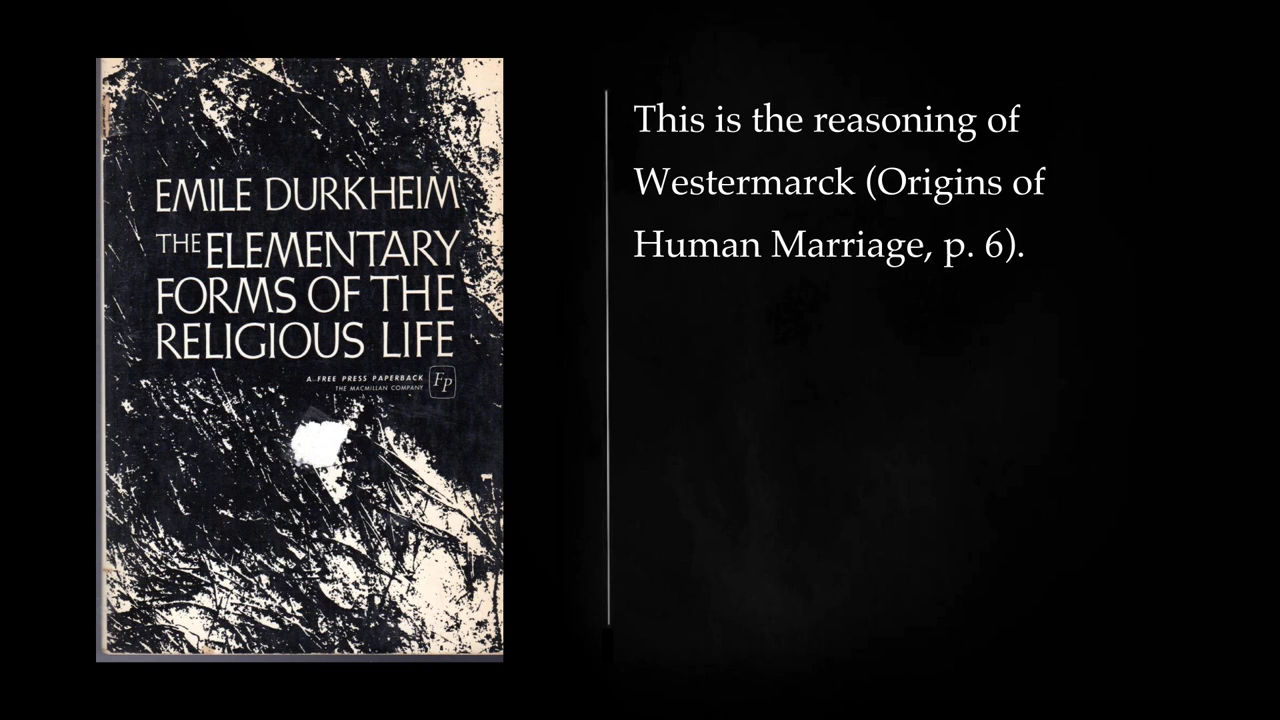 EMILE DURKHEIM
THE ELEMENTARY
FORMS OF THE
RELIGIOUS LIFE
A FREE PRESS PAPERBACK
THE MACMILLAN COMPANY
FP
This is the reasoning of
Westermarck (Origins of
Human Marriage, p. 6).